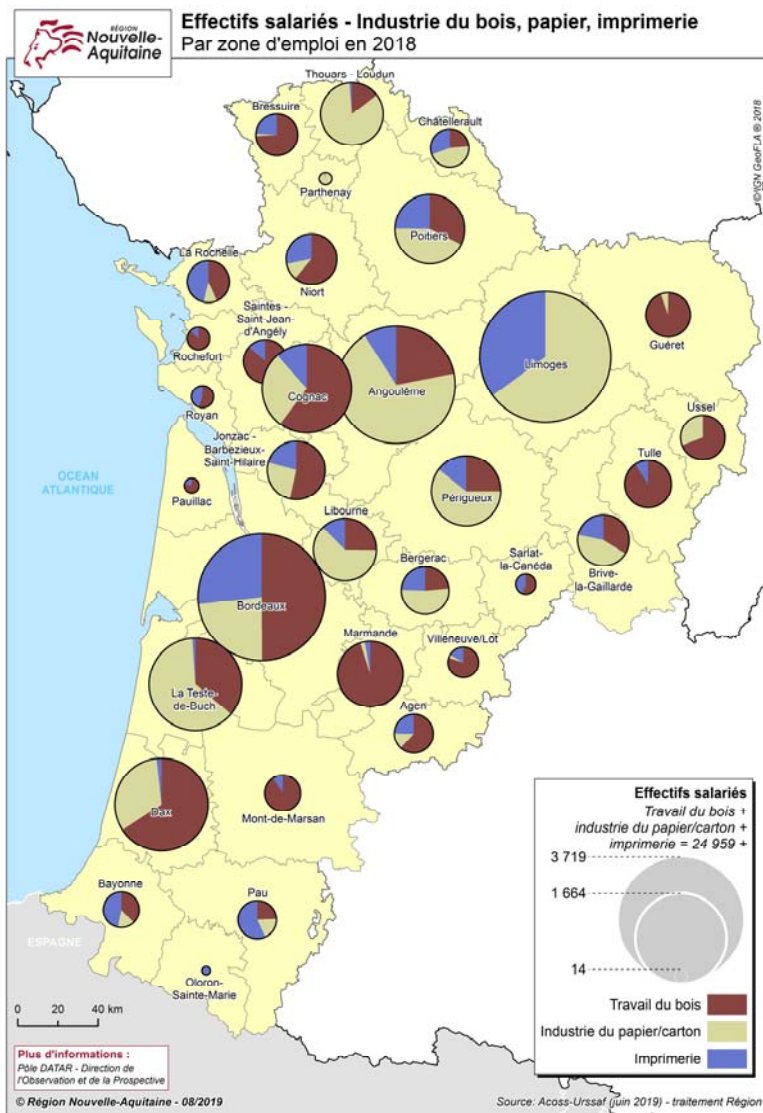 RÉGION
Nouvelle-
Aquitaine
Effectifs salariés - Industrie du bois, papier, imprimerie
Par zone d'emploi en 2018
©IGN GeoFLA ® 2018
Thouars - Loudun
Bressuire
Châtellerault
Parthenay
Poitiers
La Rochelle
Niort
Saintes -
Saint-Jean-
d'Angély
Rochefort
Guéret
Limoges
Angoulême
Cognac
Royan
Ussel
Jonzac -
Barbezieux-
Saint-Hilaire
Tulle
OCEAN
ATLANTIQUE
Pauillac
Périgueux
Libourne
Brive-
la-Gaillarde
Bergerac
Sarlat-
la-Canéda
Bordeaux
Marmande
Villeneuve/Lot
La Teste-
de-Buch
Agen
Dax
Mont-de-Marsan
Bayonne
Pau
ESPAGNE
Oloron-
Sainte-Marie
0 20 40 km
Effectifs salariés
Travail du bois +
industrie du papier/carton +
imprimerie = 24 959 +
3 719
1 664
14
Travail du bois
Industrie du papier/carton
Imprimerie
Plus d'informations :
Pôle DATAR - Direction de
l'Observation et de la Prospective
© Région Nouvelle-Aquitaine - 08/2019
Source: Acoss-Urssaf (juin 2019) - traitement Région